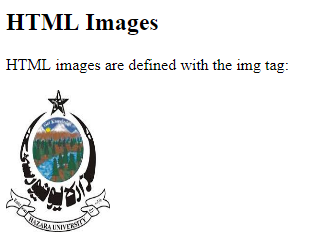 HTML Images
HTML images are defined with the img tag:
HAZARA UNIVERSITY